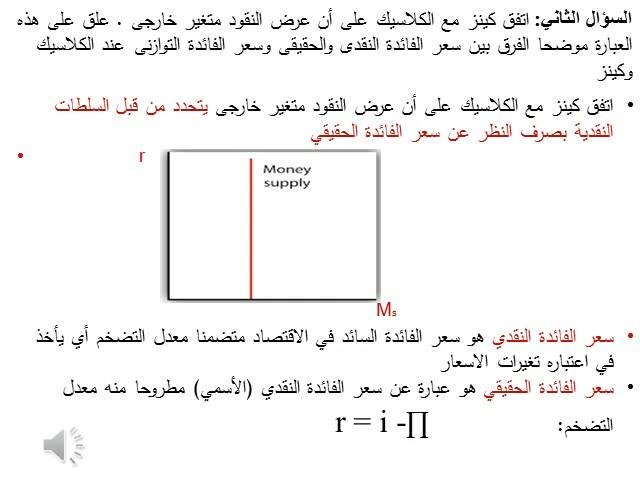 السؤال الثاني: اتفق كينز مع الكلاسيك على أن عرض النقود متغير خارجى . علق على هذه
العبارة موضحا الفرق بين سعر الفائدة النقدى والحقيقى وسعر الفائدة التوازنى عند الكلاسيك
وكينز
• اتفق كينز مع الكلاسيك على أن عرض النقود متغير خارجى يتحدد من قبل السلطات
النقدية بصرف النظر عن سعر الفائدة الحقيقي
• r
Money
supply
Ms
• سعر الفائدة النقدي هو سعر الفائدة السائد في الاقتصاد متضمنا معدل التضخم أي يأخذ
في اعتباره تغيرات الاسعار
• سعر الفائدة الحقيقي هو عبارة عن سعر الفائدة النقدي (الأسمي) مطروحا منه معدل
التضخم: r = i -∏